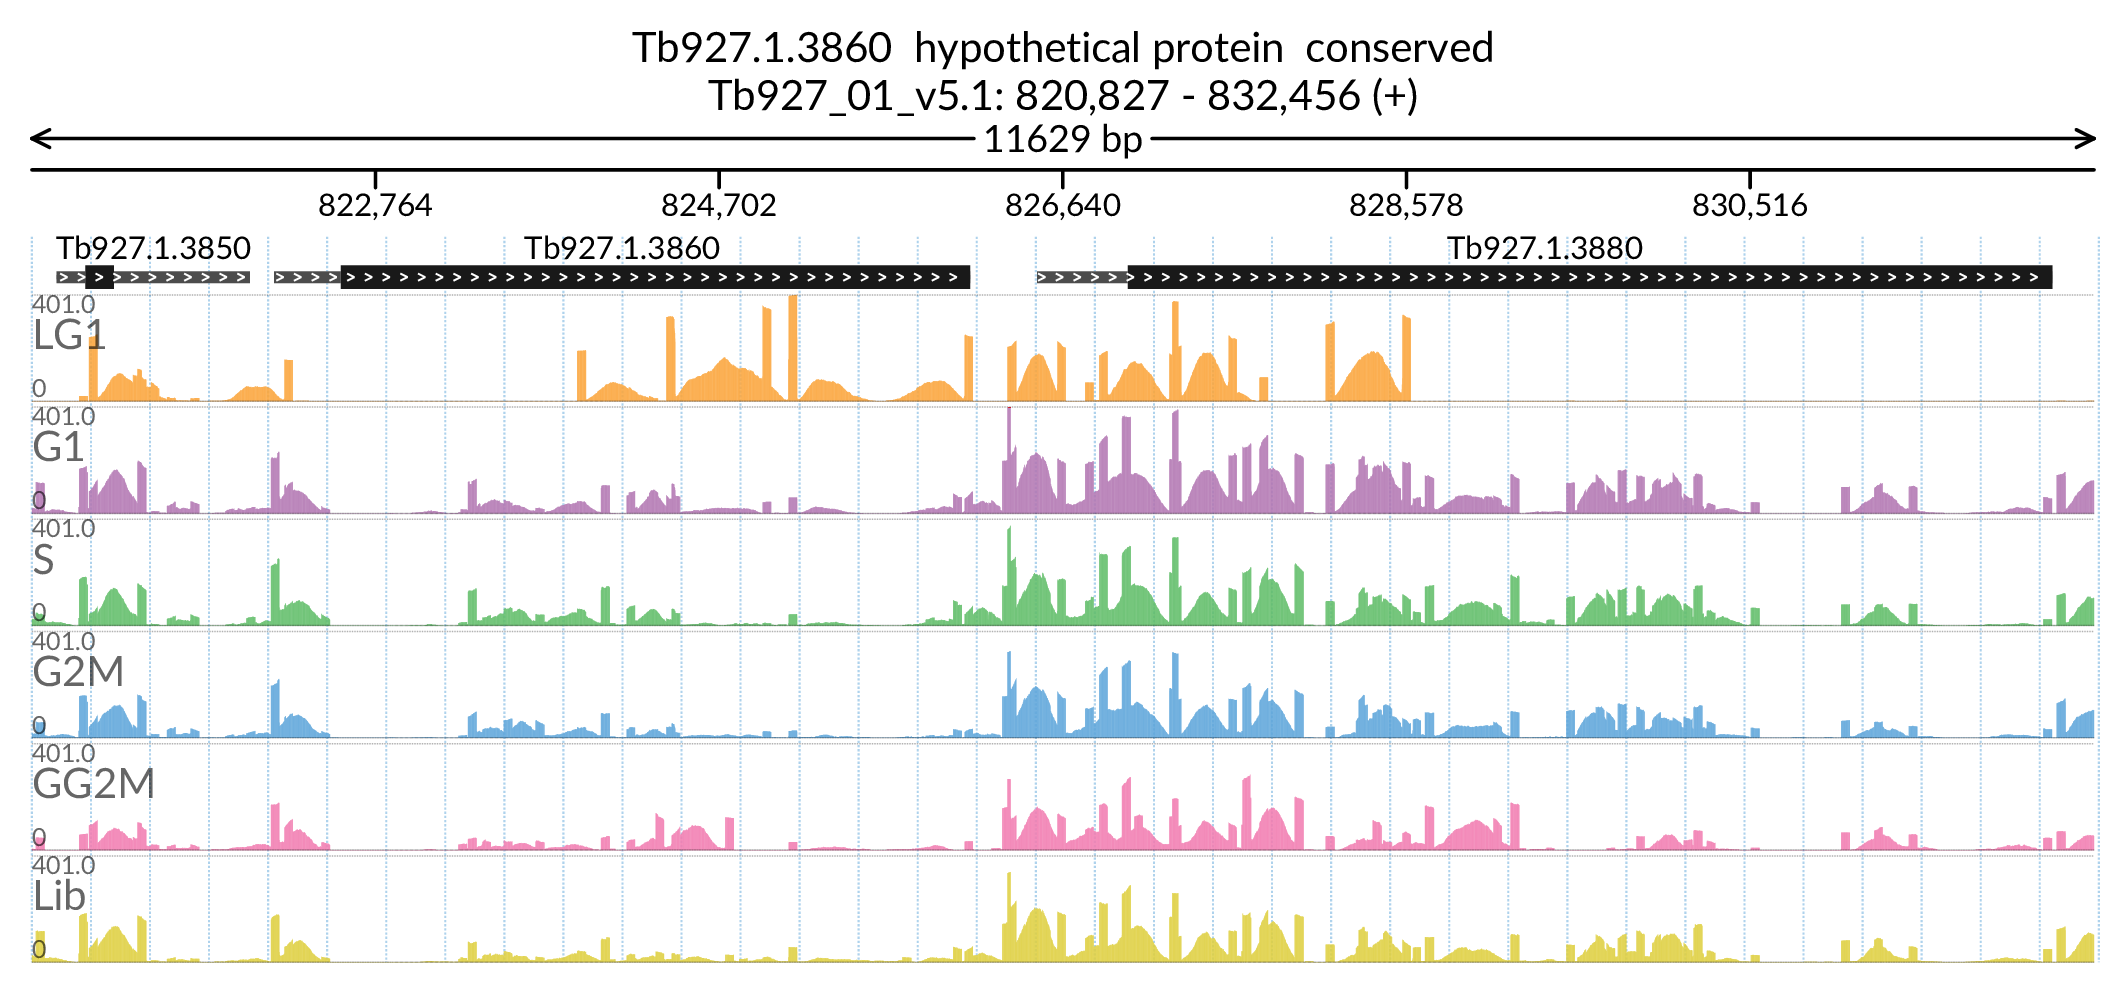 Tb927.1.3860  hypothetical protein  conserved
Tb927_01_v5.1: 820,827 - 832,456 (+)
11629 bp
822,764 824,702 826,640 828,578 830,516
Tb927.1.3850 Tb927.1.3860 Tb927.1.3880
401.0
LG1
0
401.0
G1
0
401.0
S
0
401.0
G2M
0
401.0
GG2M
0
401.0
Lib
0